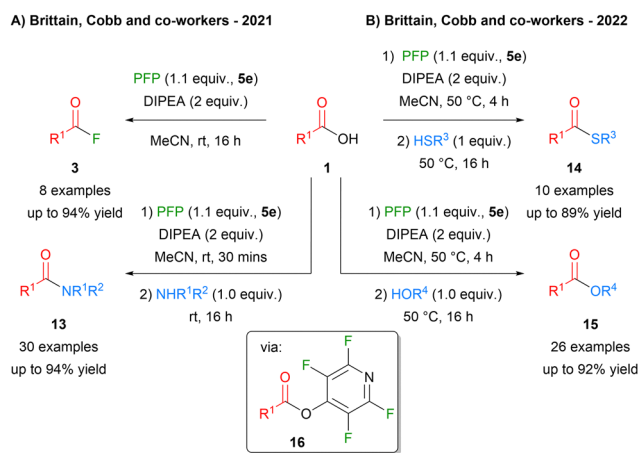 A) Brittain, Cobb and co-workers - 2021
B) Brittain, Cobb and co-workers - 2022
PFP (1.1 equiv., 5e)
DIPEA (2 equiv.)
MeCN, rt, 16 h
O
R¹
F
3
8 examples
up to 94% yield
O
R¹
OH
1
1) PFP (1.1 equiv., 5e)
DIPEA (2 equiv.)
MeCN, 50 °C, 4 h
2) HSR³ (1 equiv.)
50 °C, 16 h
O
R¹
SR³
14
10 examples
up to 89% yield
1) PFP (1.1 equiv., 5e)
DIPEA (2 equiv.)
MeCN, rt, 30 mins
2) NHR¹R² (1.0 equiv.)
rt, 16 h
O
R¹
NR¹R²
13
30 examples
up to 94% yield
1) PFP (1.1 equiv., 5e)
DIPEA (2 equiv.)
MeCN, 50 °C, 4 h
2) HOR⁴ (1.0 equiv.)
50 °C, 16 h
O
R¹
OR⁴
15
26 examples
up to 92% yield
via:
F
F
N
O
R¹
O
F
F
16